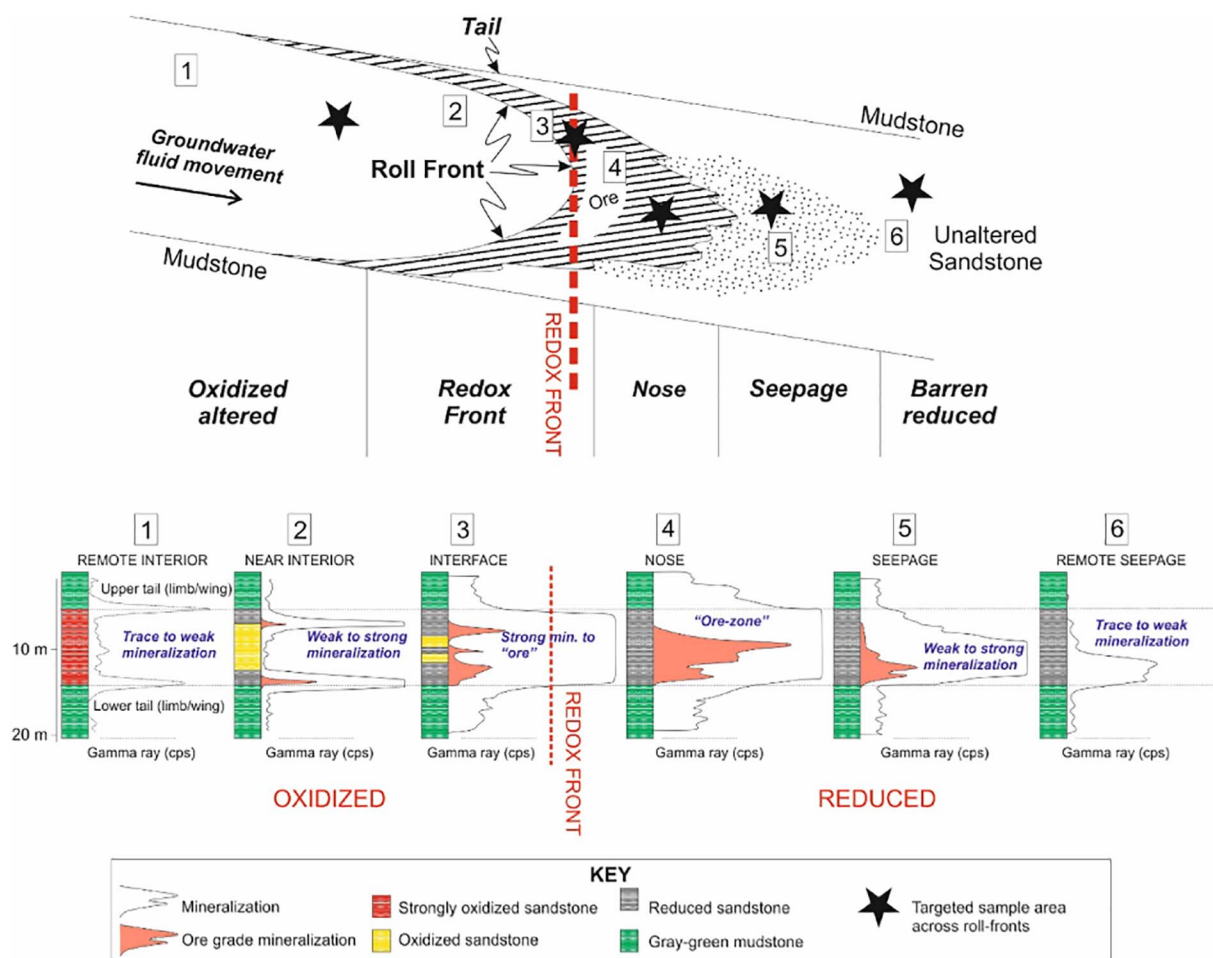 Tail
1
2
3
4
Mudstone
Groundwater
fluid movement
Roll Front
Ore
5
6
Unaltered
Sandstone
Mudstone
REDOX FRONT
Oxidized
altered
Redox
Front
Nose
Seepage
Barren
reduced
1
2
3
4
5
6
REMOTE INTERIOR
NEAR INTERIOR
INTERFACE
NOSE
SEEPAGE
REMOTE SEEPAGE
Upper tail (limb/wing)
Trace to weak
mineralization
Weak to strong
mineralization
Strong min. to
"ore"
"Ore-zone"
Weak to strong
mineralization
Trace to weak
mineralization
10 m
Lower tail (limb/wing)
20 m
Gamma ray (cps)
Gamma ray (cps)
Gamma ray (cps)
Gamma ray (cps)
Gamma ray (cps)
Gamma ray (cps)
REDOX FRONT
OXIDIZED
REDUCED
KEY
Mineralization
Strongly oxidized sandstone
Reduced sandstone
Targeted sample area
across roll-fronts
Ore grade mineralization
Oxidized sandstone
Gray-green mudstone